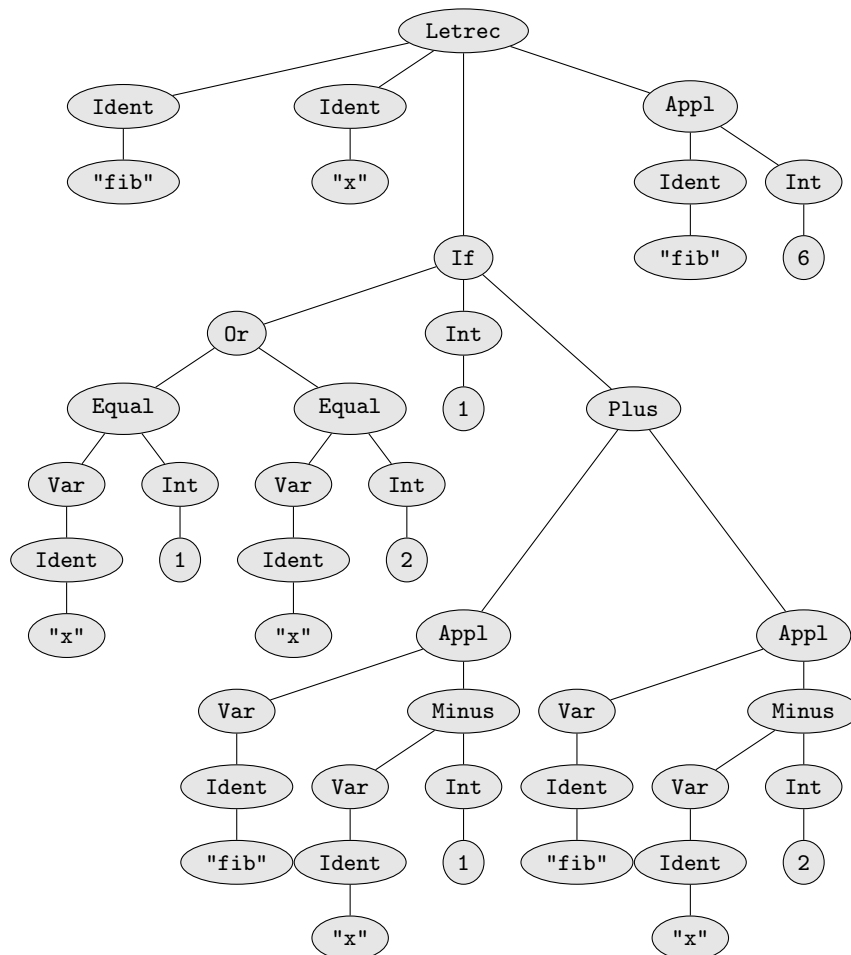 Letrec
Ident Ident Appl
"fib" "x" Ident Int
If "fib" 6
Or Int
Equal Equal 1 Plus
Var Int Var Int
Ident 1 Ident 2
"x" "x" Appl Appl
Var Minus Var Minus
Ident Var Int Ident Var Int
"fib" Ident 1 "fib" Ident 2
"x" "x"